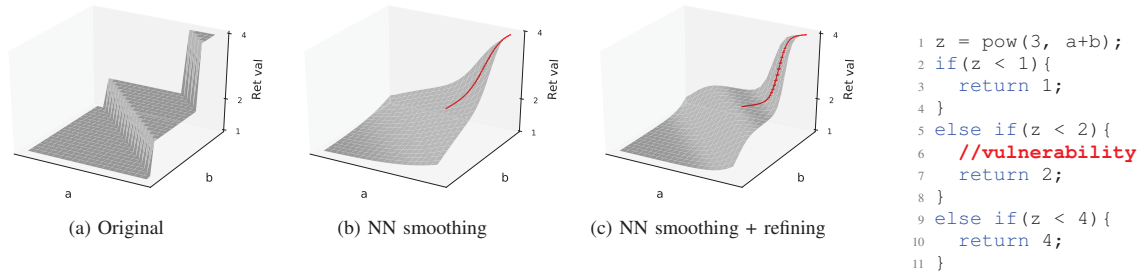 4
2
1
Ret val
a
b
(a) Original
4
2
1
Ret val
a
b
(b) NN smoothing
4
2
1
Ret val
a
b
(c) NN smoothing + refining
1 z = pow(3, a+b);
2 if(z < 1){
3 return 1;
4 }
5 else if(z < 2){
6 //vulnerability
7 return 2;
8 }
9 else if(z < 4){
10 return 4;
11 }